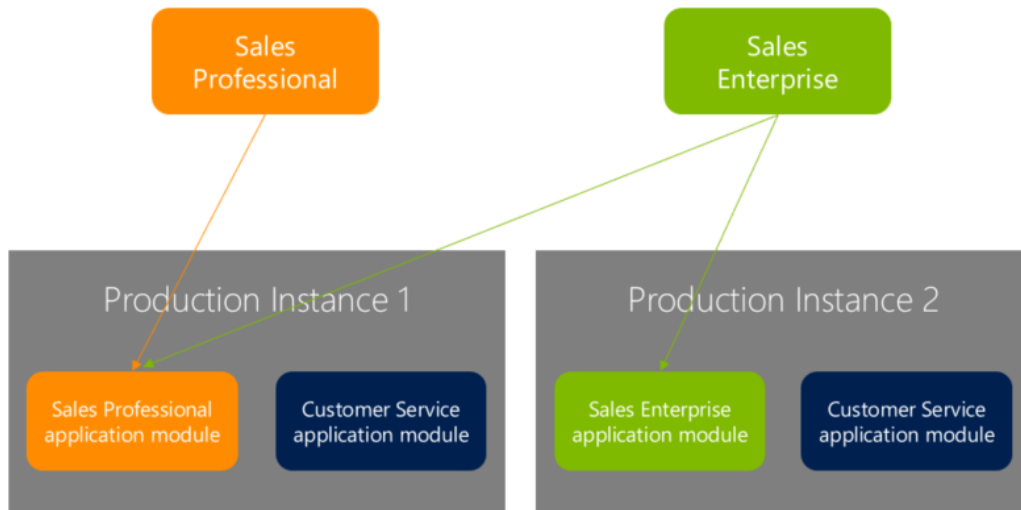 Sales
Professional
Sales
Enterprise
Production Instance 1
Production Instance 2
Sales Professional
application module
Customer Service
application module
Sales Enterprise
application module
Customer Service
application module